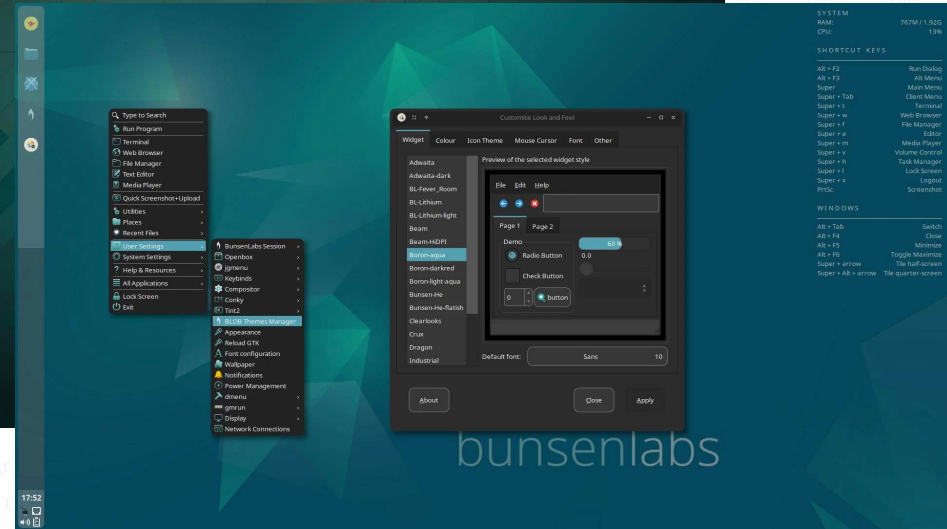 Type to Search
Run Program
Terminal
Web Browser
File Manager
Text Editor
Media Player
Quick Screenshot+Upload
Utilities
Places
Recent Files
User Settings
System Settings
Help & Resources
All Applications
Lock Screen
Exit
BunsenLabs Session
Openbox
jgmenu
Keybinds
Compositor
Conky
Tint2
BLOB Themes Manager
Appearance
Reload GTK
Font configuration
Wallpaper
Notifications
Power Management
dmenu
gmrun
Display
Network Connections
Customise Look and Feel
Widget Colour Icon Theme Mouse Cursor Font Other
Adwaita
Adwaita-dark
BL-Fever_Room
BL-Lithium
BL-Lithium-light
Beam
Beam-HiDPI
Boron-aqua
Boron-darkred
Boron-light-aqua
Bunsen-He
Bunsen-He-flatish
Clearlooks
Crux
Dragon
Industrial
Preview of the selected widget style
File Edit Help
Page 1 Page 2
Demo
60 %
Radio Button 0.0
Check Button
0 button
Default font: Sans 10
About Close Apply
bunsenlabs
SYSTEM
RAM: 767M / 1.92G
CPU: 13%
SHORTCUT KEYS
Alt + F2 Run Dialog
Alt + F3 Alt Menu
Super Main Menu
Super + Tab Client Menu
Super + t Terminal
Super + w Web Browser
Super + f File Manager
Super + e Editor
Super + m Media Player
Super + v Volume Control
Super + h Task Manager
Super + l Lock Screen
Super + x Logout
PrtSc Screenshot
WINDOWS
Alt + Tab Switch
Alt + F4 Close
Alt + F5 Minimize
Alt + F6 Toggle Maximize
Super + arrow Tile half-screen
Super + Alt + arrow Tile quarter-screen
17:52